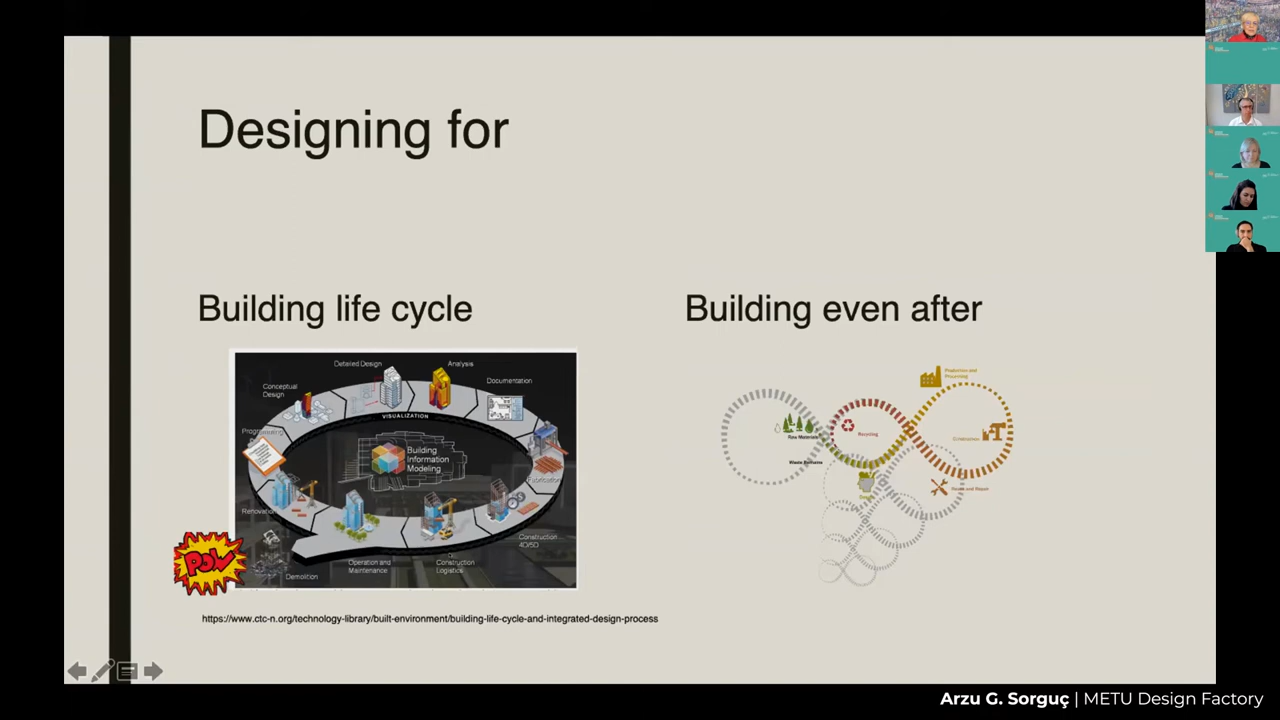 Designing for
Building life cycle
Building even after
Detailed Design
Analysis
Conceptual
Design
Documentation
VISUALIZATION
Programming
Building
Information
Modeling
Fabrication
Renovation
Construction
4D/5D
Construction
Logistics
Operation and
Maintenance
Demolition
POW
Production and
Processing
Recycling
Raw Materials
Construction
Waste Remains
Reuse and Repair
https://www.ctc-n.org/technology-library/built-environment/building-life-cycle-and-integrated-design-process
Arzu G. Sorguç | METU Design Factory